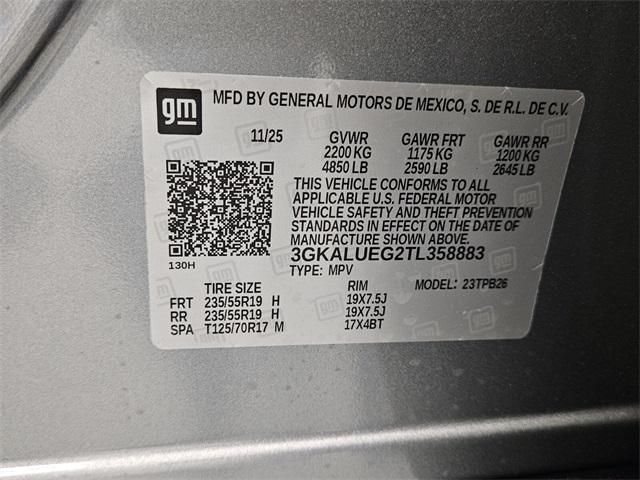 gm MFD BY GENERAL MOTORS DE MEXICO, S. DE R.L. DE C.V.
11/25 GVWR GAWR FRT GAWR RR
2200 KG 1175 KG 1200 KG
4850 LB 2590 LB 2645 LB
THIS VEHICLE CONFORMS TO ALL
APPLICABLE U.S. FEDERAL MOTOR
VEHICLE SAFETY AND THEFT PREVENTION
STANDARDS IN EFFECT ON THE DATE OF
MANUFACTURE SHOWN ABOVE.
3GKALUEG2TL358883
130H TYPE: MPV MODEL: 23TPB26
TIRE SIZE RIM
FRT 235/55R19 H 19X7.5J
RR 235/55R19 H 19X7.5J
SPA T125/70R17 M 17X4BT